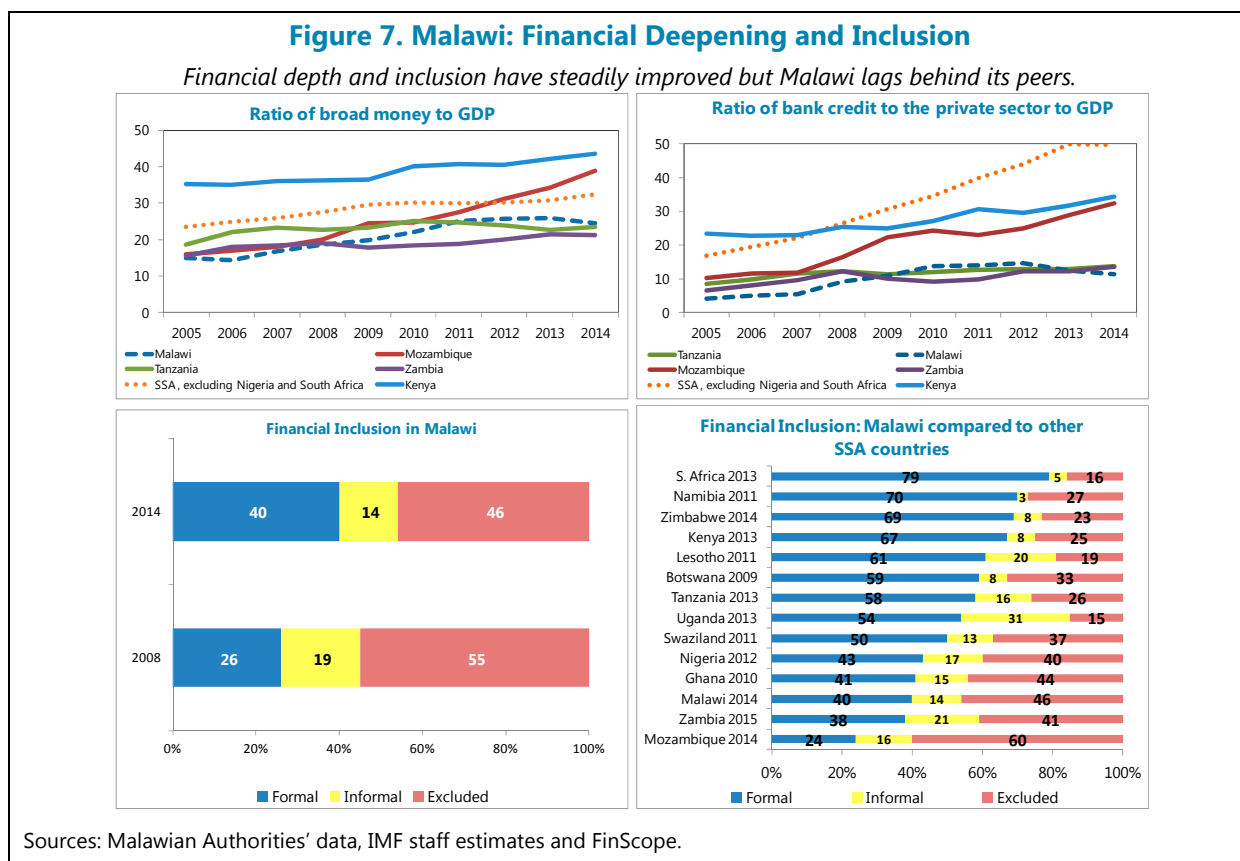 Figure 7. Malawi: Financial Deepening and Inclusion
Financial depth and inclusion have steadily improved but Malawi lags behind its peers.
Ratio of broad money to GDP
50
40
30
20
10
0
2005 2006 2007 2008 2009 2010 2011 2012 2013 2014
Malawi Mozambique
Tanzania Zambia
SSA, excluding Nigeria and South Africa Kenya
Ratio of bank credit to the private sector to GDP
50
40
30
20
10
0
2005 2006 2007 2008 2009 2010 2011 2012 2013 2014
Tanzania Malawi
Mozambique Zambia
SSA, excluding Nigeria and South Africa Kenya
Financial Inclusion in Malawi
2014 40 14 46
2008 26 19 55
0% 20% 40% 60% 80% 100%
Formal Informal Excluded
Financial Inclusion: Malawi compared to other
SSA countries
S. Africa 2013 79 5 16
Namibia 2011 70 3 27
Zimbabwe 2014 69 8 23
Kenya 2013 67 8 25
Lesotho 2011 61 20 19
Botswana 2009 59 8 33
Tanzania 2013 58 16 26
Uganda 2013 54 31 15
Swaziland 2011 50 13 37
Nigeria 2012 43 17 40
Ghana 2010 41 15 44
Malawi 2014 40 14 46
Zambia 2015 38 21 41
Mozambique 2014 24 16 60
0% 20% 40% 60% 80% 100%
Formal Informal Excluded
Sources: Malawian Authorities' data, IMF staff estimates and FinScope.